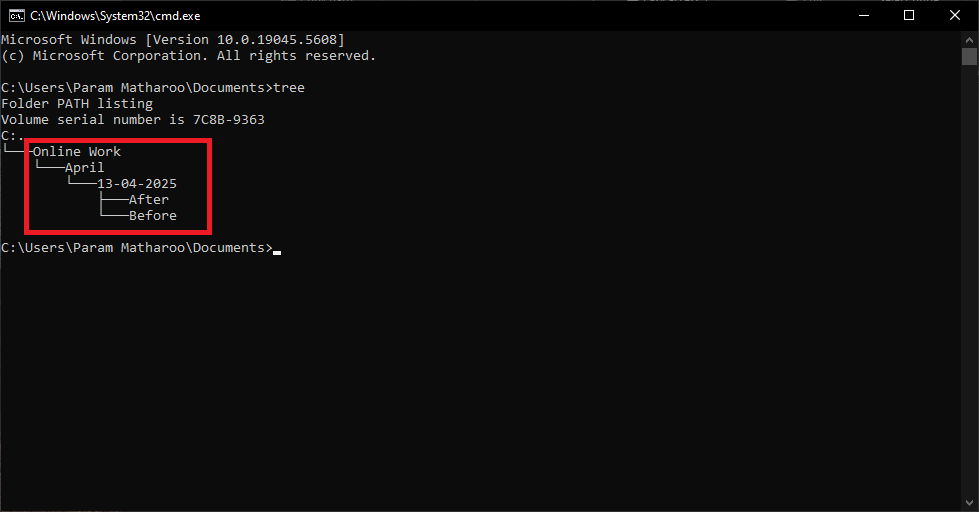 C:\Windows\System32\cmd.exe
Microsoft Windows [Version 10.0.19045.5608]
(c) Microsoft Corporation. All rights reserved.
C:\Users\Param Matharoo\Documents>tree
Folder PATH listing
Volume serial number is 7C8B-9363
C:.
└───Online Work
    └───April
        └───13-04-2025
            ├───After
            └───Before
C:\Users\Param Matharoo\Documents>